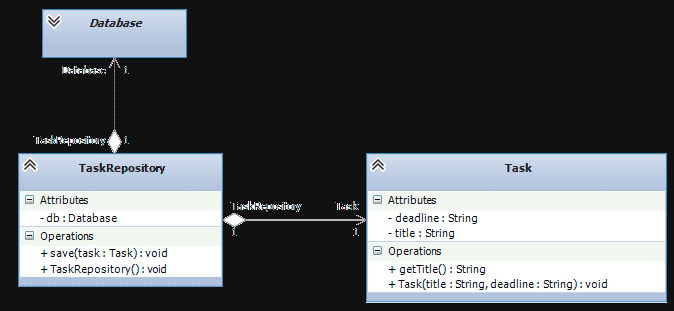 Database
Database 1
TaskRepository 1
TaskRepository
Attributes
- db : Database
Operations
+ save(task : Task) : void
+ TaskRepository() : void
TaskRepository Task
1 1
Task
Attributes
- deadline : String
- title : String
Operations
+ getTitle() : String
+ Task(title : String, deadline : String) : void